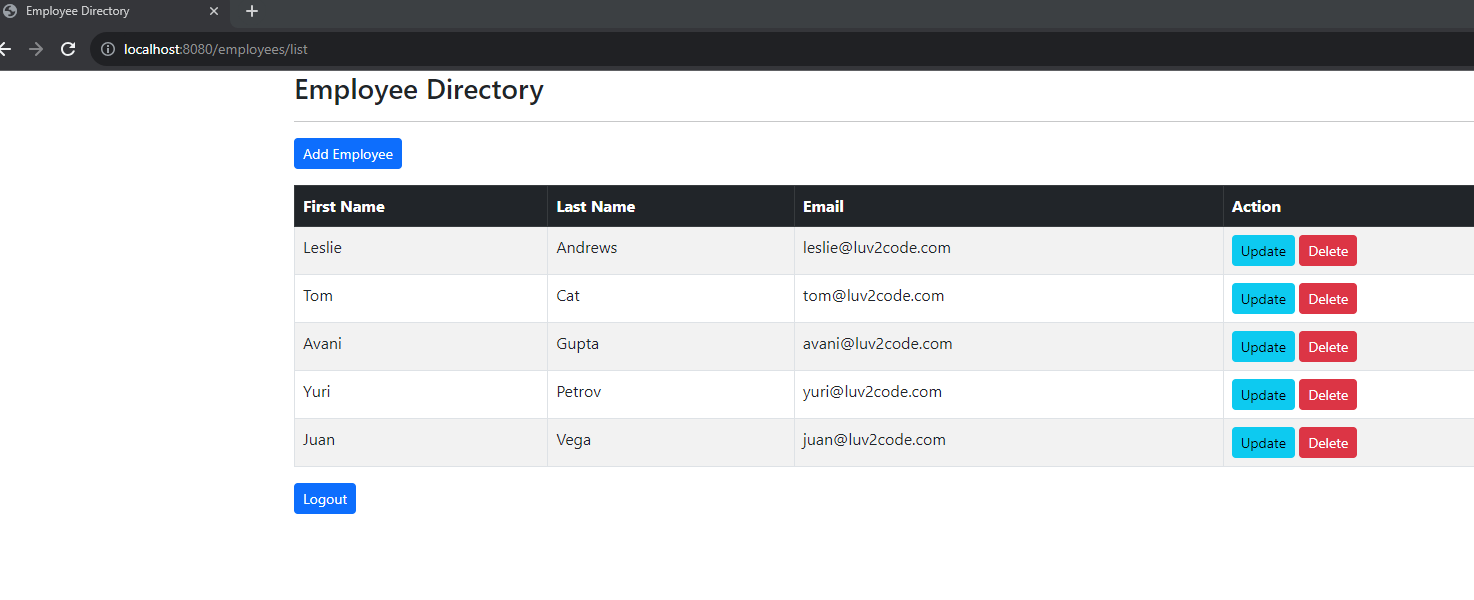 Employee Directory
localhost:8080/employees/list
Employee Directory
Add Employee
First Name Last Name Email Action
Leslie Andrews leslie@luv2code.com Update Delete
Tom Cat tom@luv2code.com Update Delete
Avani Gupta avani@luv2code.com Update Delete
Yuri Petrov yuri@luv2code.com Update Delete
Juan Vega juan@luv2code.com Update Delete
Logout